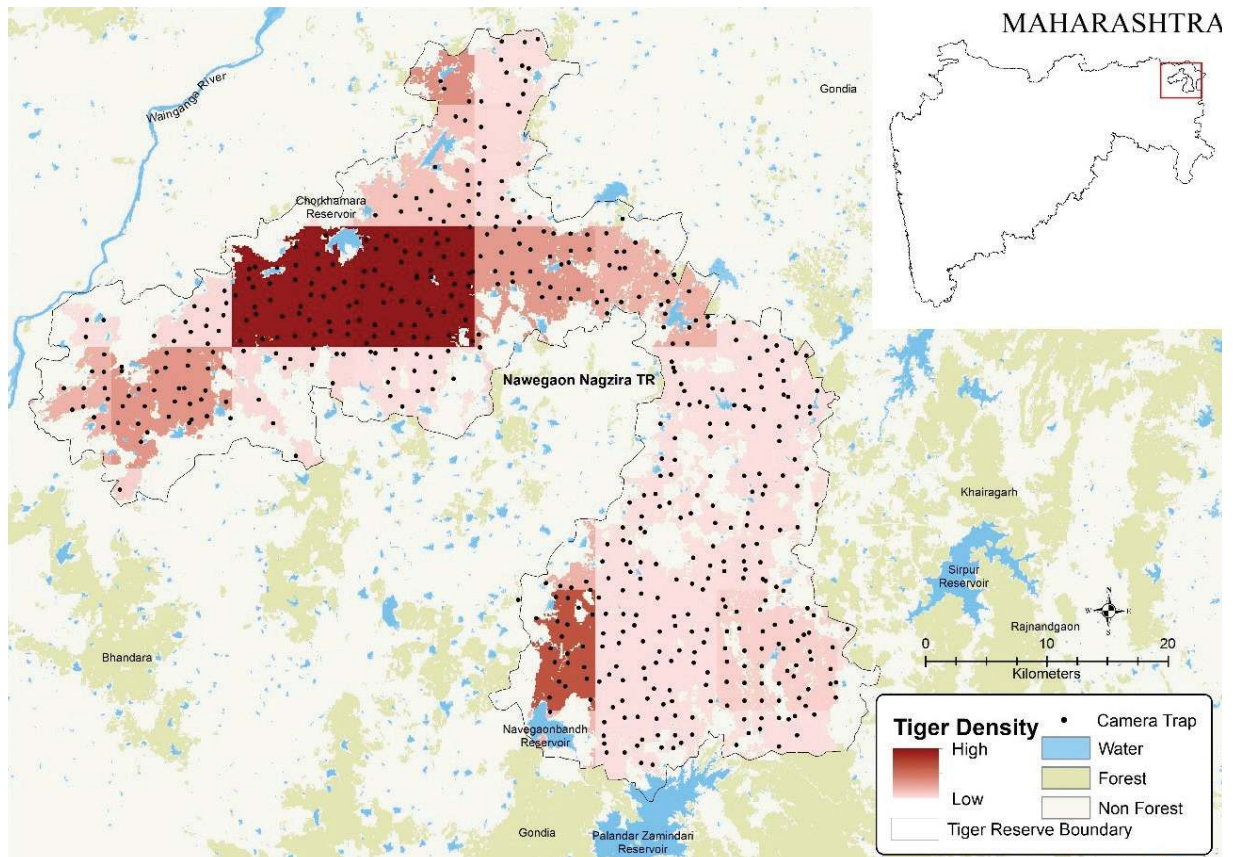 MAHARASHTRA
Wainganga River
Gondia
Chorkhamara
Reservoir
Nawegaon Nagzira TR
Khairagarh
Sirpur
Reservoir
N
W
E
S
Rajnandgaon
0
10
20
Kilometers
Bhandara
Navegaonbandh
Reservoir
Gondia
Palandar Zamindari
Reservoir
Tiger Density
High
Low
Camera Trap
Water
Forest
Non Forest
Tiger Reserve Boundary